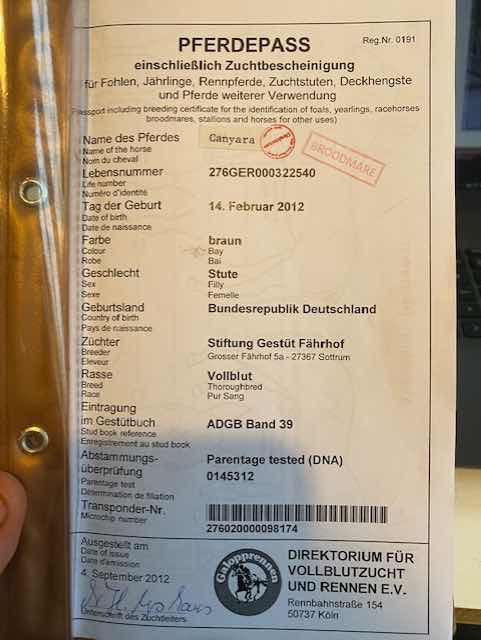 PFERDEPASS
Reg.Nr. 0191
einschließlich Zuchtbescheinigung
für Fohlen, Jährlinge, Rennpferde, Zuchtstuten, Deckhengste
und Pferde weiterer Verwendung
Passport including breeding certificate for the identification of foals, yearlings, racehorses
broodmares, stallions and horses for other uses)
Name des Pferdes Canyara
Name of the horse
Nom du cheval
BROODMARE
Lebensnummer 276GER000322540
Life number
Numéro d'identité
Tag der Geburt 14. Februar 2012
Date of birth
Date de naissance
Farbe braun
Colour Bay
Robe Bai
Geschlecht Stute
Sex Filly
Sexe Femelle
Geburtsland Bundesrepublik Deutschland
Country of birth
Pays de naissance
Züchter Stiftung Gestüt Fährhof
Breeder Grosser Fährhof 5a - 27367 Sottrum
Eleveur
Rasse Vollblut
Breed Thoroughbred
Race Pur Sang
Eintragung
im Gestütbuch ADGB Band 39
Stud book reference
Enregistrement au stud book
Abstammungs- Parentage tested (DNA)
überprüfung 0145312
Parentage test
Détermination de filiation
Transponder-Nr.
Microchip number 276020000098174
Ausgestellt am
Date of issue
Date d'émission
4. September 2012
Unterschrift des Zuchtleiters
Galopprennen
DIREKTORIUM FÜR
VOLLBLUTZUCHT
UND RENNEN E.V.
Rennbahnstraße 154
50737 Köln